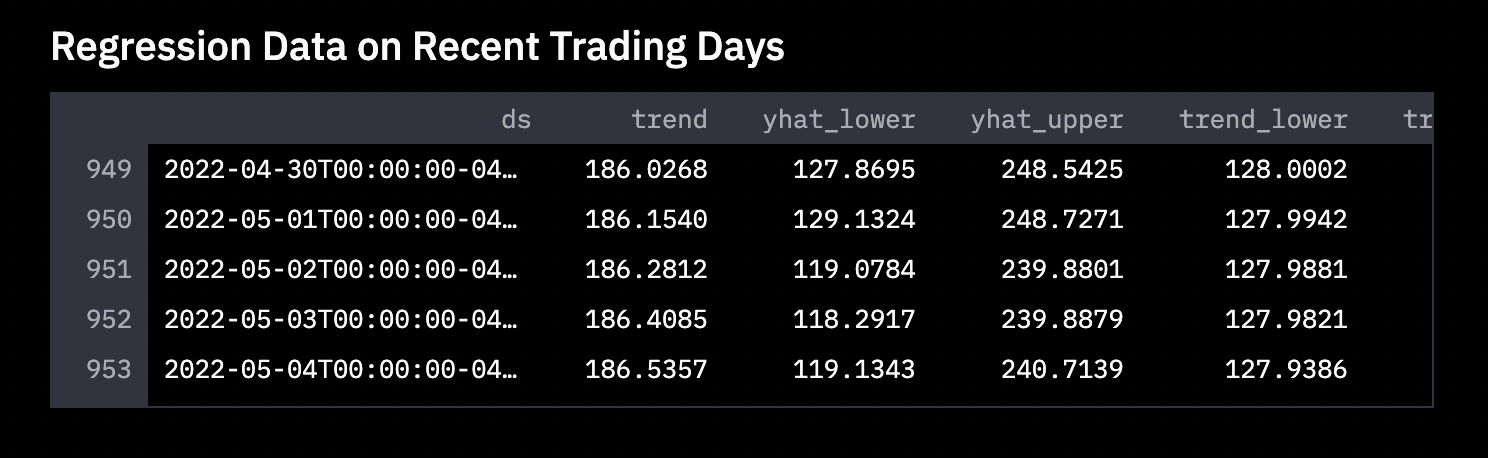 Regression Data on Recent Trading Days
ds trend yhat_lower yhat_upper trend_lower tr
949 2022-04-30T00:00:00-04… 186.0268 127.8695 248.5425 128.0002
950 2022-05-01T00:00:00-04… 186.1540 129.1324 248.7271 127.9942
951 2022-05-02T00:00:00-04… 186.2812 119.0784 239.8801 127.9881
952 2022-05-03T00:00:00-04… 186.4085 118.2917 239.8879 127.9821
953 2022-05-04T00:00:00-04… 186.5357 119.1343 240.7139 127.9386